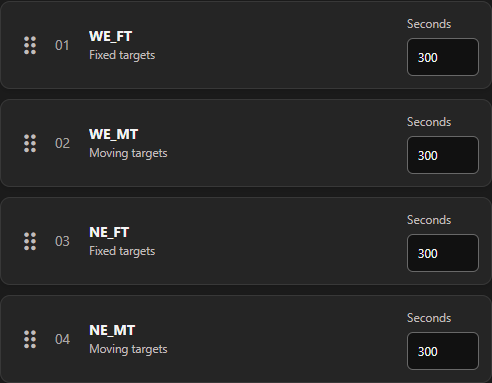 Seconds
01
WE_FT
Fixed targets
300
Seconds
02
WE_MT
Moving targets
300
Seconds
03
NE_FT
Fixed targets
300
Seconds
04
NE_MT
Moving targets
300